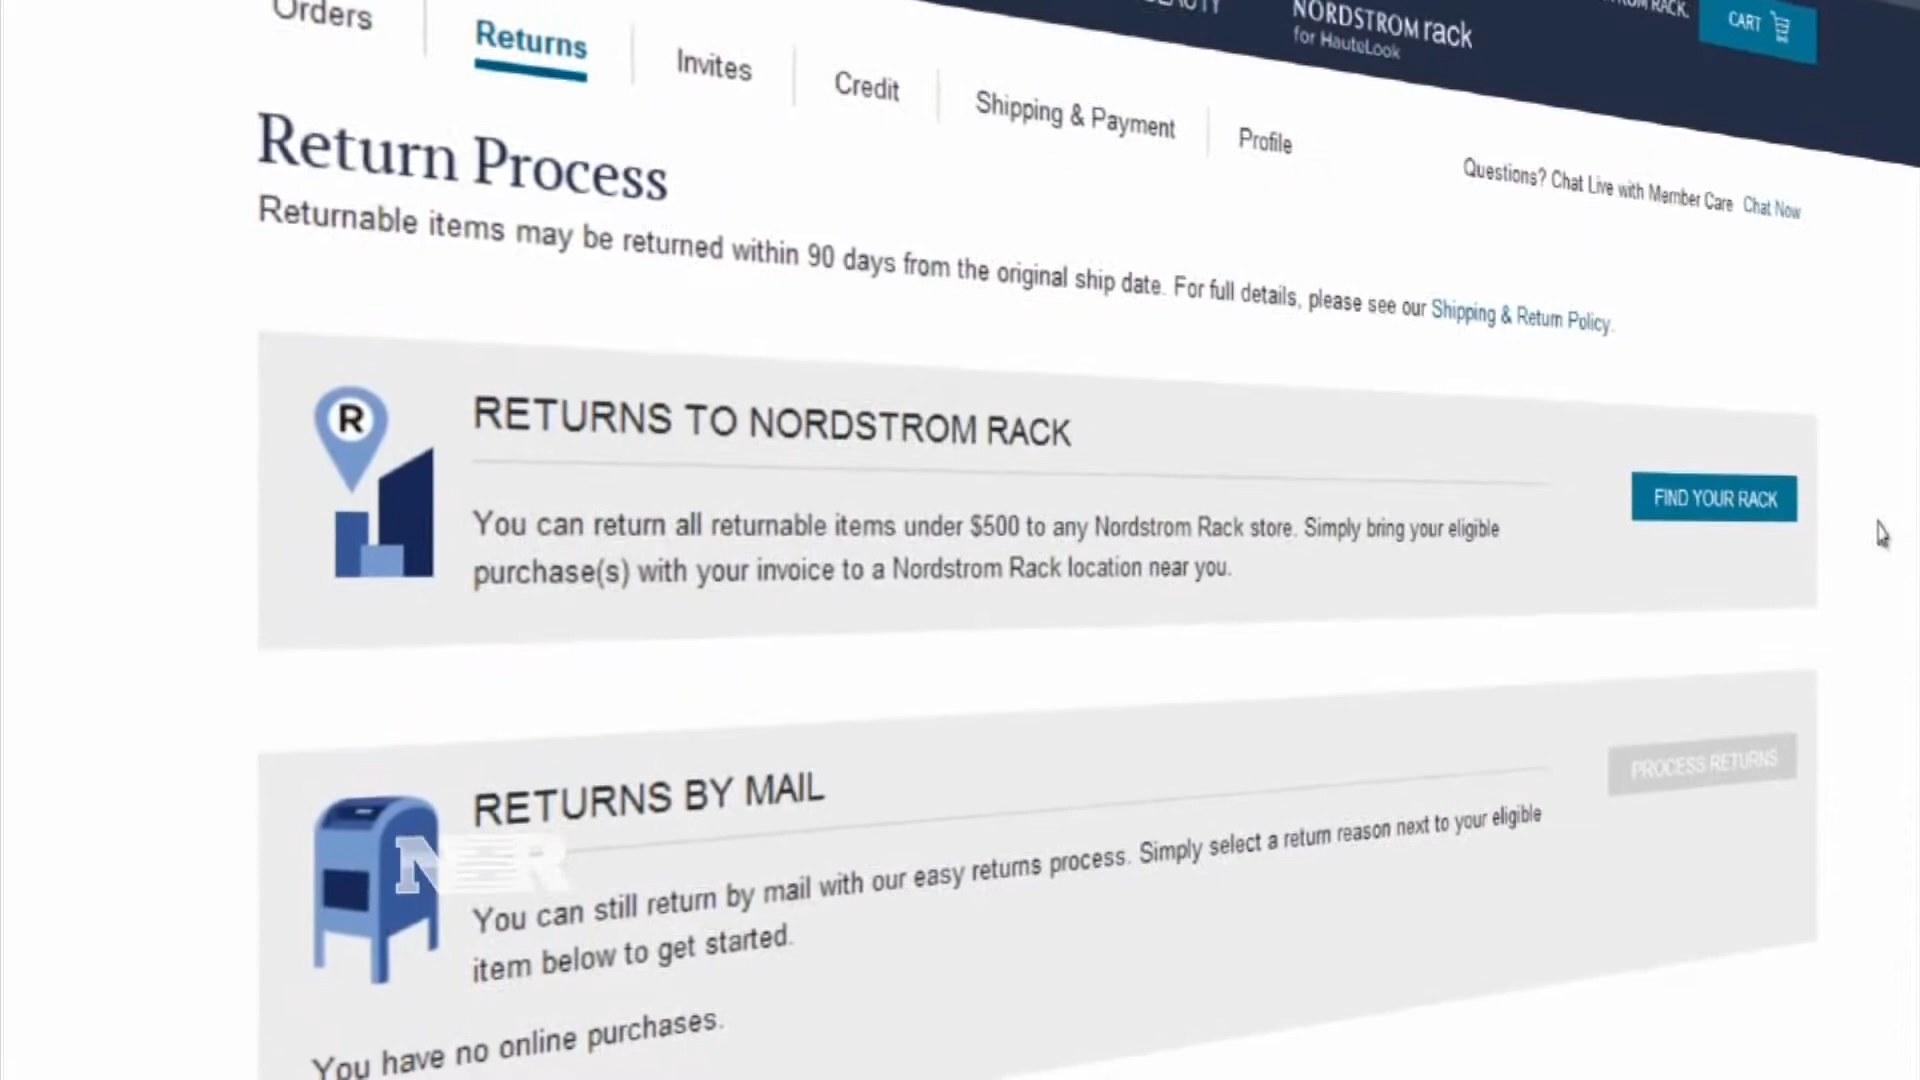 Orders
Returns
Invites
Credit
Shipping & Payment
Profile
BEAUTY
NORDSTROM rack
for HauteLook
RACK.
CART
Questions? Chat Live with Member Care Chat Now
Return Process
Returnable items may be returned within 90 days from the original ship date. For full details, please see our Shipping & Return Policy.
R
RETURNS TO NORDSTROM RACK
You can return all returnable items under $500 to any Nordstrom Rack store. Simply bring your eligible
purchase(s) with your invoice to a Nordstrom Rack location near you.
FIND YOUR RACK
RETURNS BY MAIL
PROCESS RETURNS
You can still return by mail with our easy returns process. Simply select a return reason next to your eligible
item below to get started.
You have no online purchases.